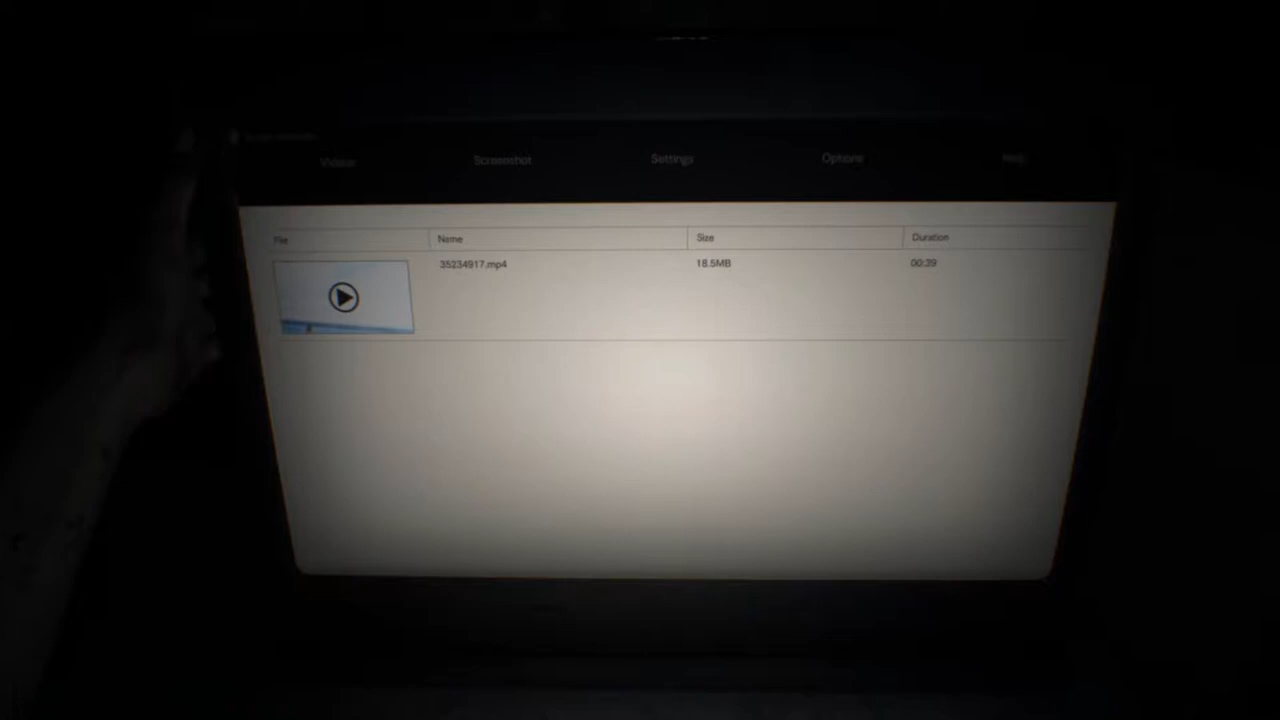 Videos Screenshot Settings Options Help
File Name Size Duration
35234917.mp4 18.5MB 00:39